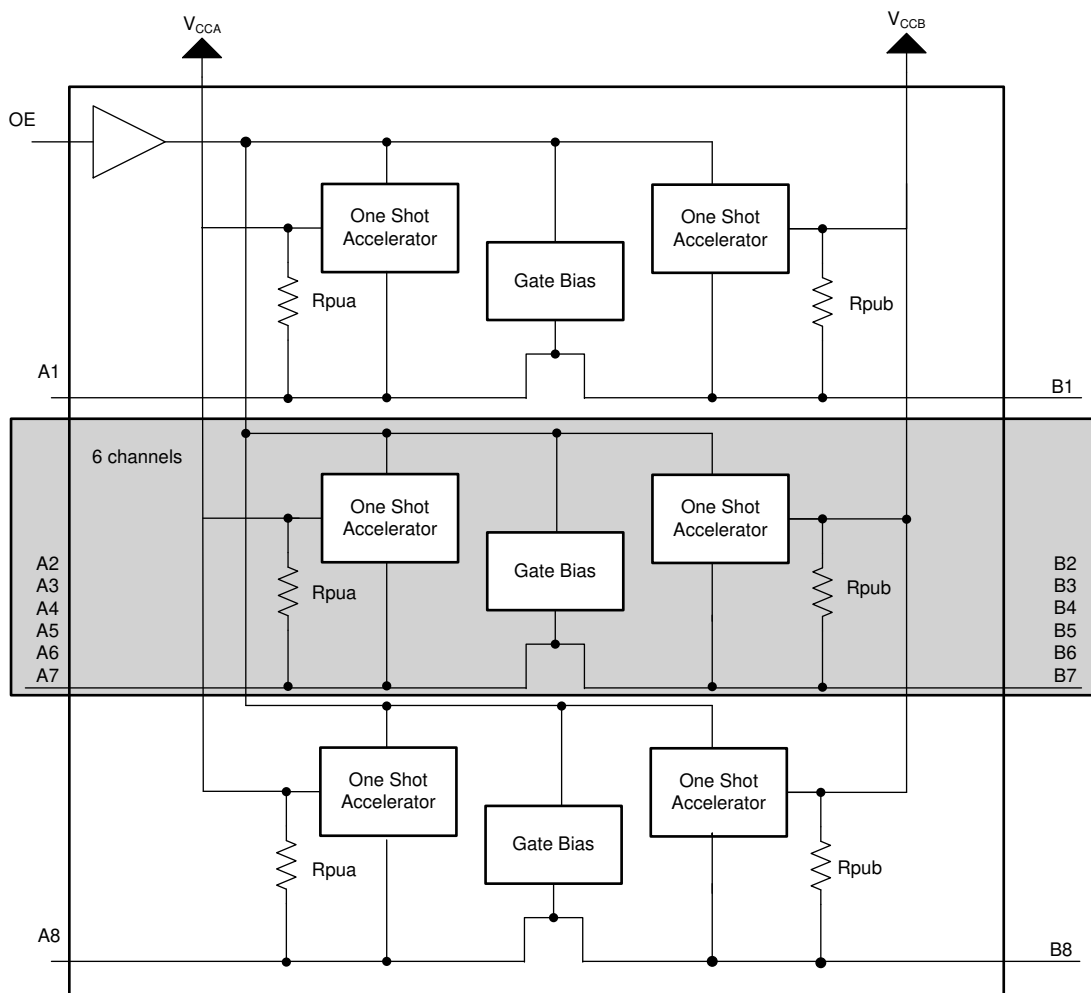 VCCA
VCCB
OE
One Shot
Accelerator
One Shot
Accelerator
Gate Bias
Rpua
Rpub
A1
B1
6 channels
One Shot
Accelerator
One Shot
Accelerator
Gate Bias
Rpua
Rpub
A2
A3
A4
A5
A6
A7
B2
B3
B4
B5
B6
B7
One Shot
Accelerator
One Shot
Accelerator
Gate Bias
Rpua
Rpub
A8
B8